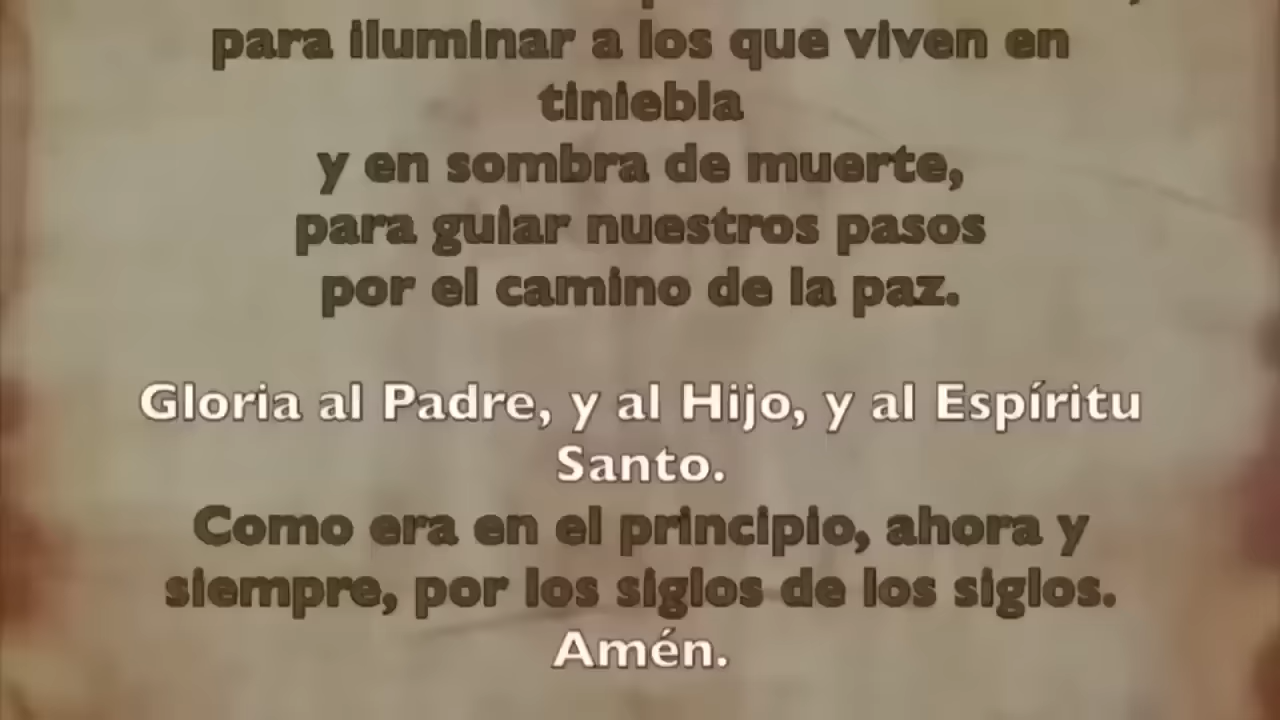 para iluminar a los que viven en
tiniebla
y en sombra de muerte,
para guiar nuestros pasos
por el camino de la paz.
Gloria al Padre, y al Hijo, y al Espíritu
Santo.
Como era en el principio, ahora y
siempre, por los siglos de los siglos.
Amén.